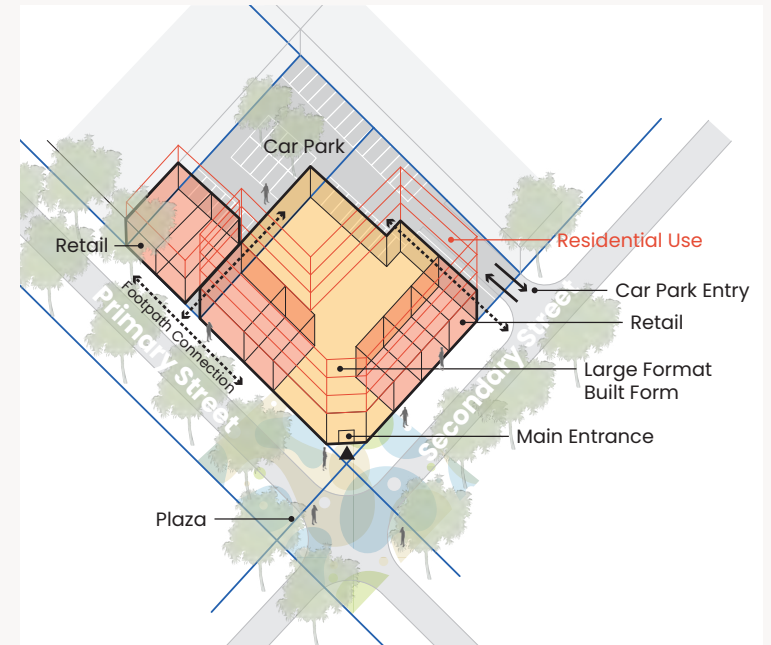 Car Park
Residential Use
Retail
Car Park Entry
Footpath Connection
Primary Street
Retail
Secondary Street
Large Format
Built Form
Main Entrance
Plaza